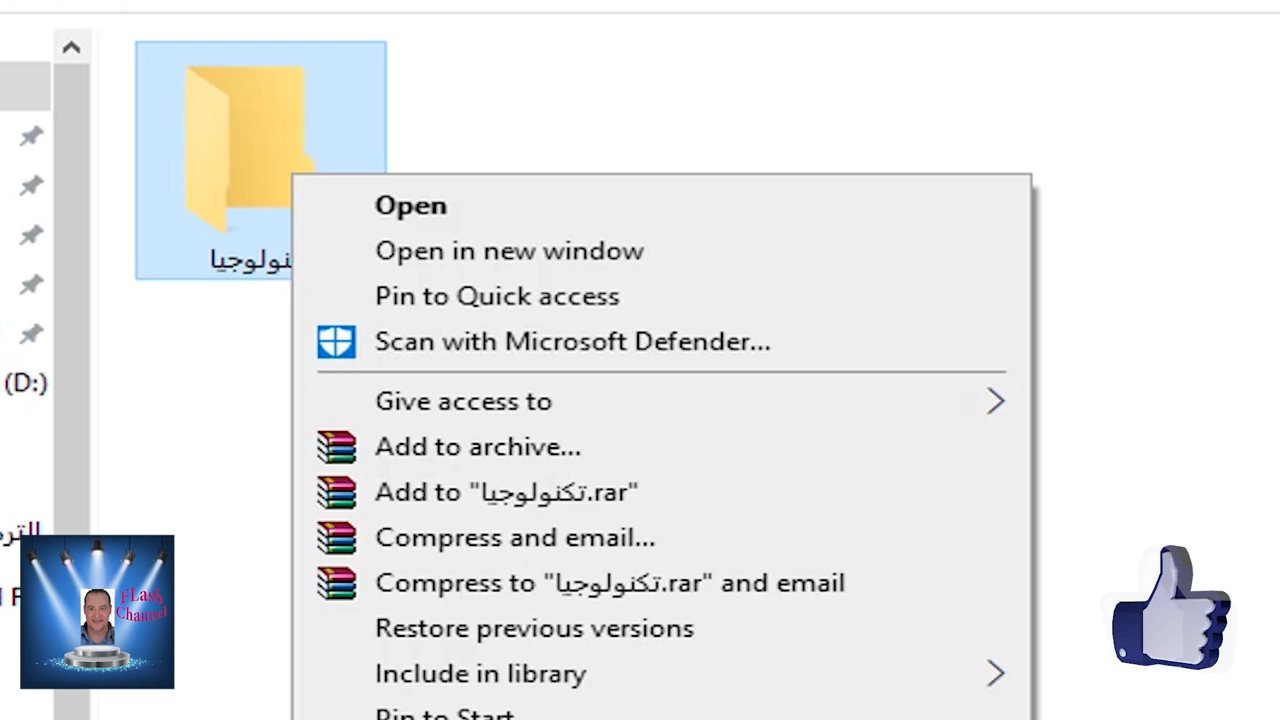 نولوجيا
Open
Open in new window
Pin to Quick access
Scan with Microsoft Defender...
(D:)
Give access to
Add to archive...
Add to "تكنولوجيا.rar"
Compress and email...
Compress to "تكنولوجيا.rar" and email
Restore previous versions
Include in library
Pin to Start
FLash
Channel